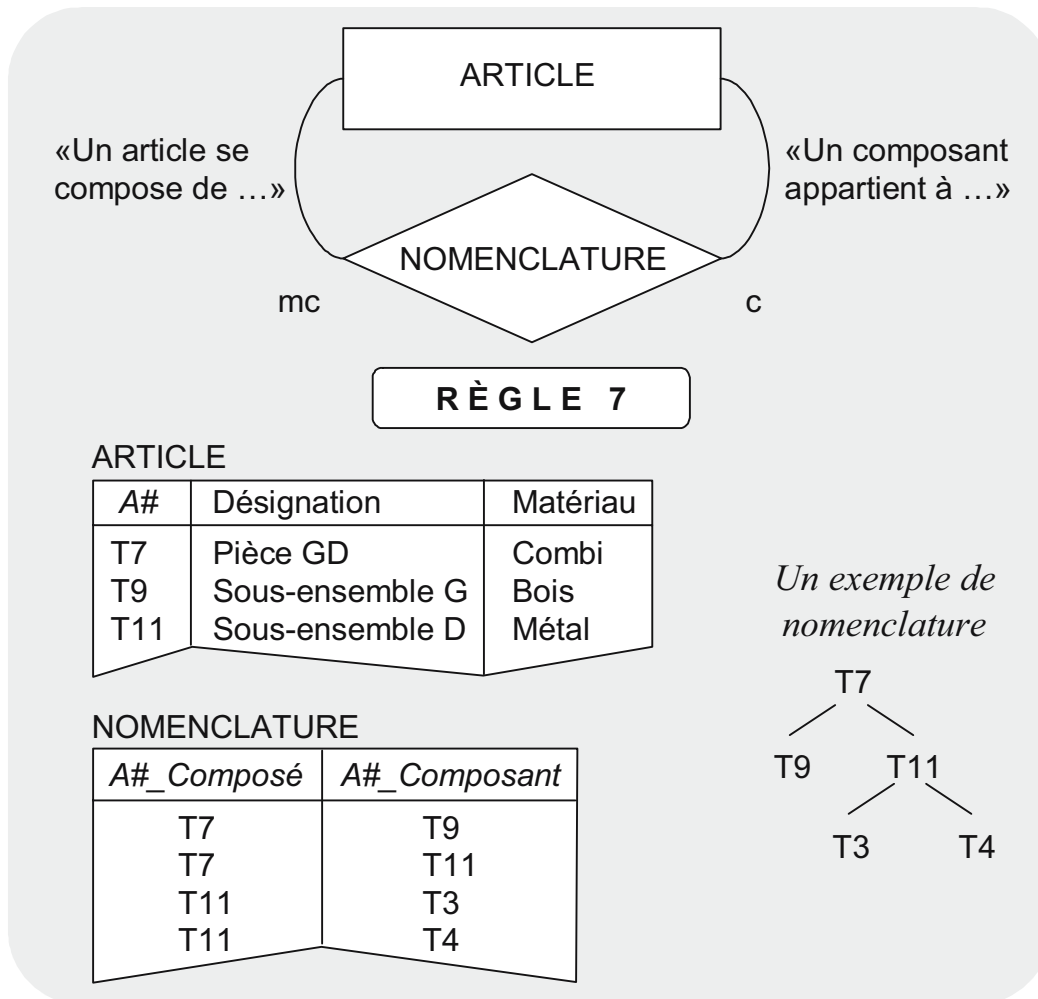 ARTICLE
«Un article se
compose de …»
«Un composant
appartient à …»
NOMENCLATURE
mc
c
RÈGLE 7
ARTICLE
A# Désignation Matériau
T7 Pièce GD Combi
T9 Sous-ensemble G Bois
T11 Sous-ensemble D Métal
NOMENCLATURE
A#_Composé A#_Composant
T7 T9
T7 T11
T11 T3
T11 T4
Un exemple de
nomenclature
T7
T9 T11
T3 T4